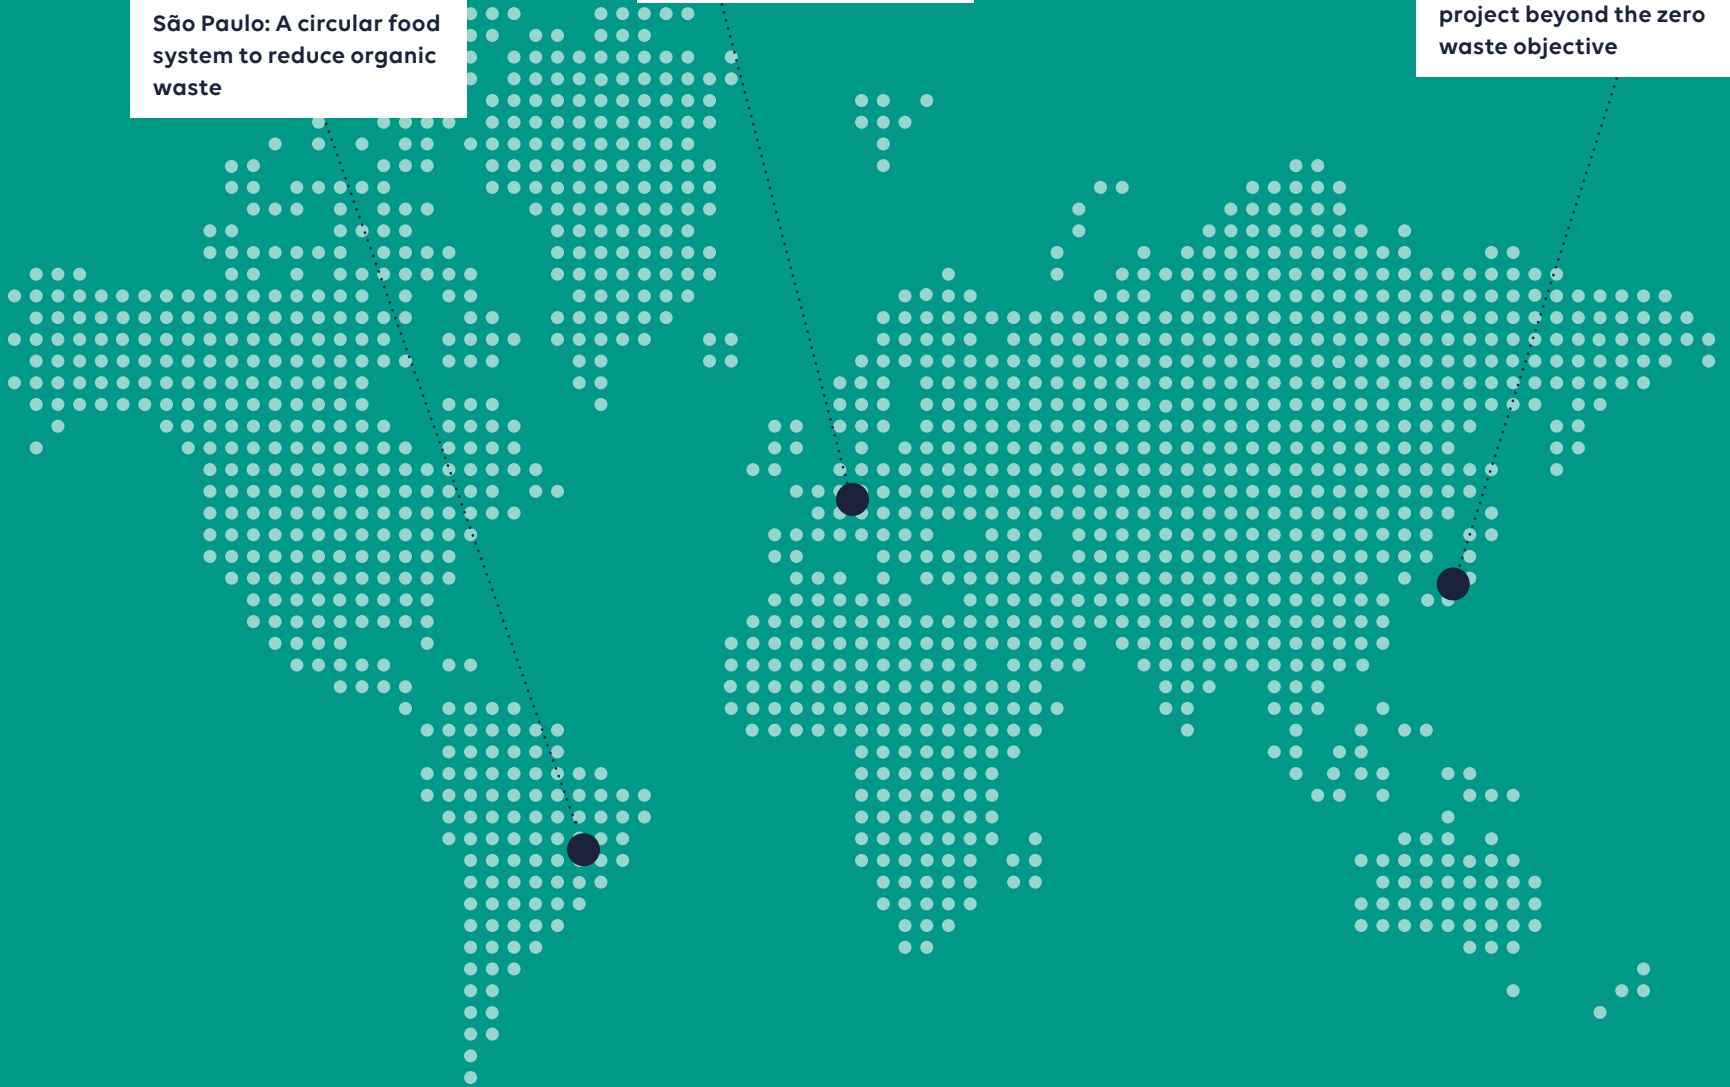 São Paulo: A circular food
system to reduce organic
waste
project beyond the zero
waste objective